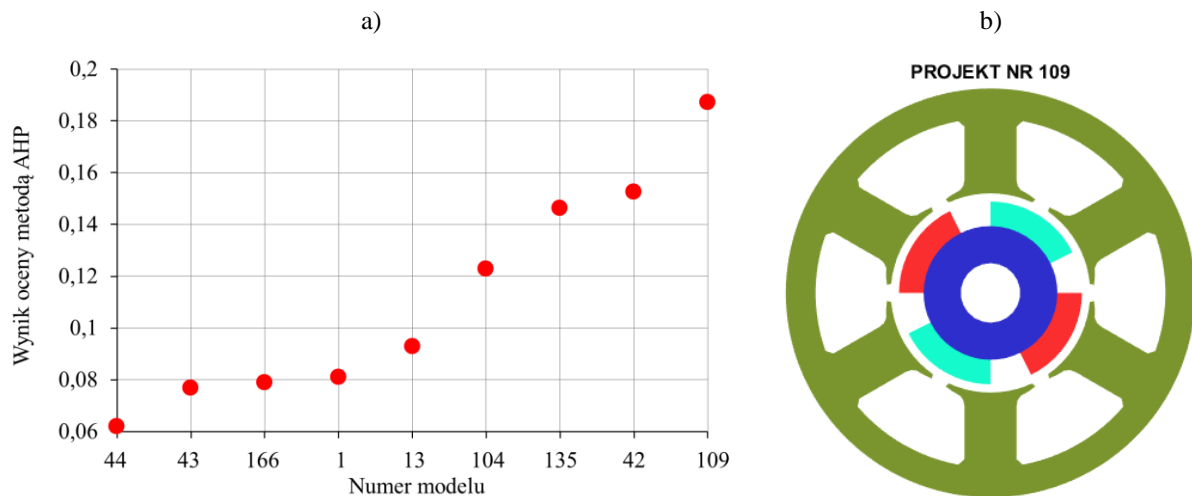 a)
b)
PROJEKT NR 109
Wynik oceny metodą AHP
0,2
0,18
0,16
0,14
0,12
0,1
0,08
0,06
44 43 166 1 13 104 135 42 109
Numer modelu